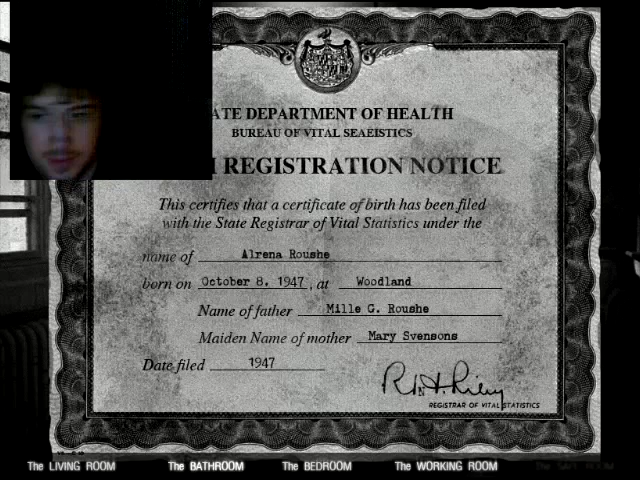 ATE DEPARTMENT OF HEALTH
BUREAU OF VITAL SEAEISTICS
REGISTRATION NOTICE
This certifies that a certificate of birth has been filed
with the State Registrar of Vital Statistics under the
name of Alrena Roushe
born on October 8. 1947, at Woodland
Name of father Mille G. Roushe
Maiden Name of mother Mary Svensons
Date filed 1947
REGISTRAR OF VITAL STATISTICS
The LIVING ROOM The BATHROOM The BEDROOM The WORKING ROOM